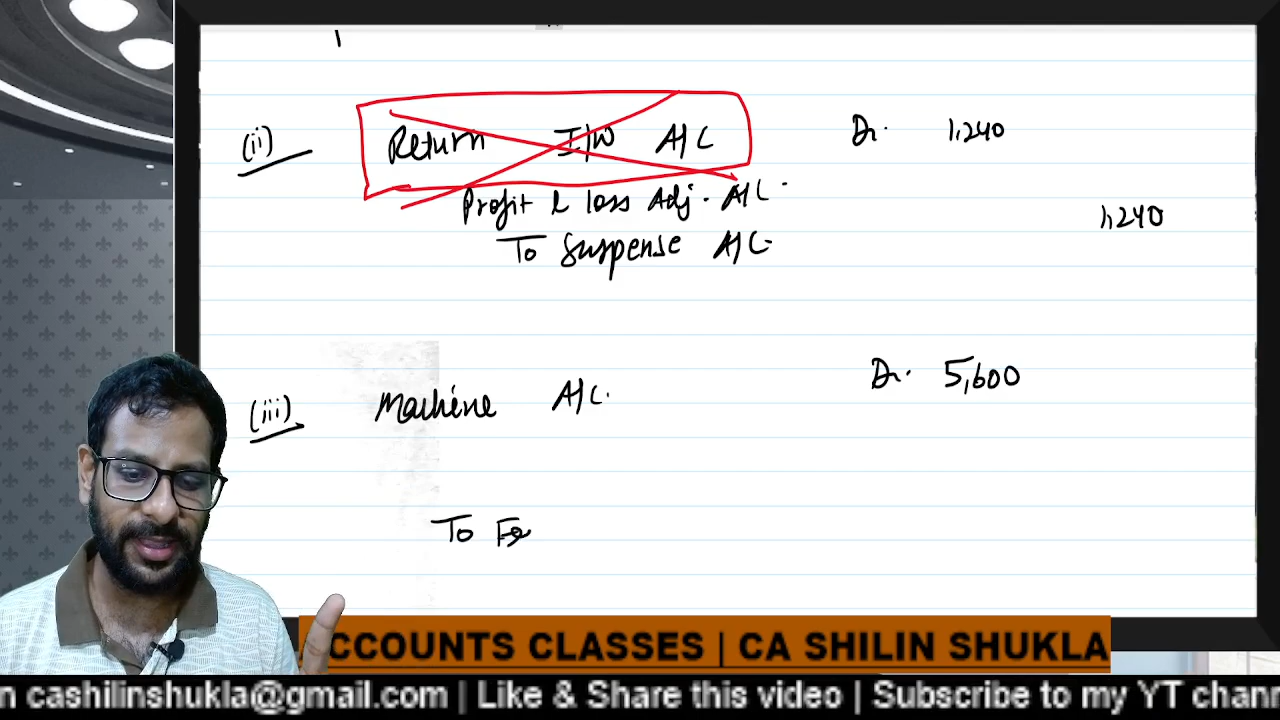 (ii) Return I/W A/C Dr. 1,240
Profit & loss Adj. A/C.
1,240
To Suspense A/C.
(iii) Machine A/C. Dr. 5,600
To
CCOUNTS CLASSES | CA SHILIN SHUKLA
n cashilinshukla@gmail.com | Like & Share this video | Subscribe to my YT chann